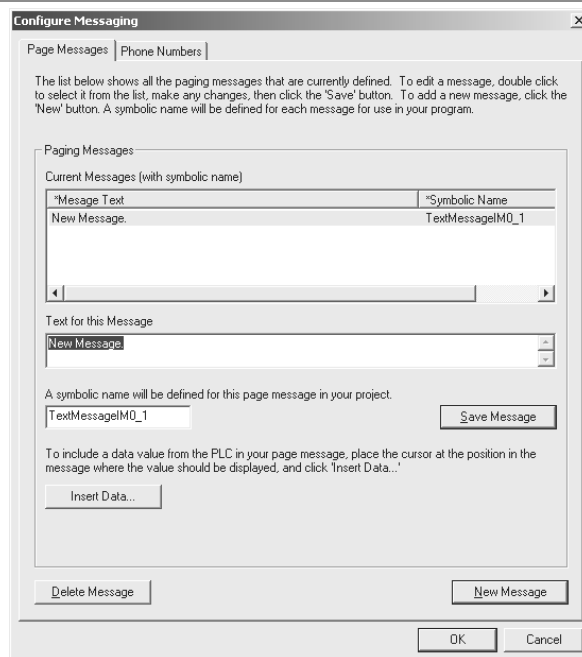 Configure Messaging
Page Messages
Phone Numbers
The list below shows all the paging messages that are currently defined. To edit a message, double click
to select it from the list, make any changes, then click the 'Save' button. To add a new message, click the
'New' button. A symbolic name will be defined for each message for use in your program.
Paging Messages
Current Messages (with symbolic name)
*Mesage Text *Symbolic Name
New Message. TextMessageIM0_1
Text for this Message
New Message.
A symbolic name will be defined for this page message in your project.
TextMessageIM0_1
Save Message
To include a data value from the PLC in your page message, place the cursor at the position in the
message where the value should be displayed, and click 'Insert Data...'
Insert Data...
Delete Message
New Message
OK
Cancel